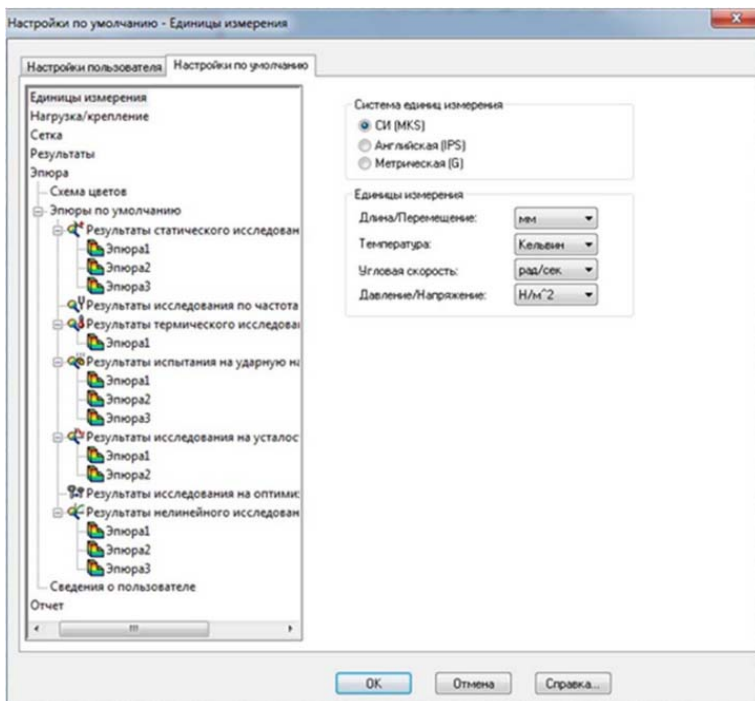 Настройки по умолчанию - Единицы измерения
Настройки пользователя
Настройки по умолчанию
Единицы измерения
Нагрузка/крепление
Сетка
Результаты
Эпюра
Схема цветов
Эпюры по умолчанию
Результаты статического исследован
Эпюра1
Эпюра2
Эпюра3
Результаты исследования по частота
Результаты термического исследова
Эпюра1
Результаты испытания на ударную на
Эпюра1
Эпюра2
Эпюра3
Результаты исследования на усталос
Эпюра1
Эпюра2
Результаты исследования на оптими
Результаты нелинейного исследован
Эпюра1
Эпюра2
Эпюра3
Сведения о пользователе
Отчет
Система единиц измерения
СИ (MKS)
Английская (IPS)
Метрическая (G)
Единицы измерения
Длина/Перемещение: мм
Температура: Кельвин
Угловая скорость: рад/сек
Давление/Напряжение: Н/м^2
OK
Отмена
Справка...